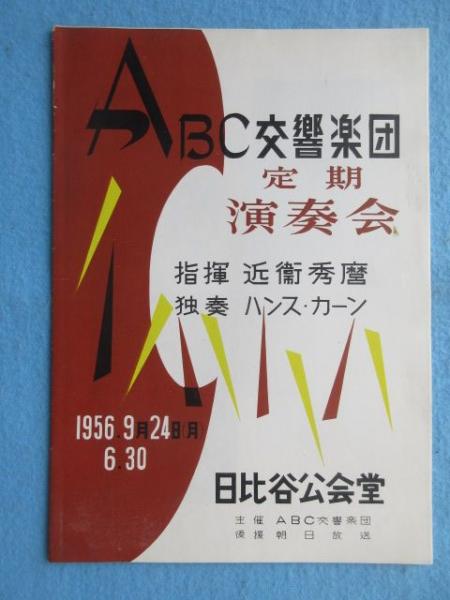 ABC交響楽団
定期
演奏会
指揮 近衞秀麿
独奏 ハンス・カーン
1956.9月24日(月)
6.30
日比谷公会堂
主催 ABC交響楽団
後援 朝日放送